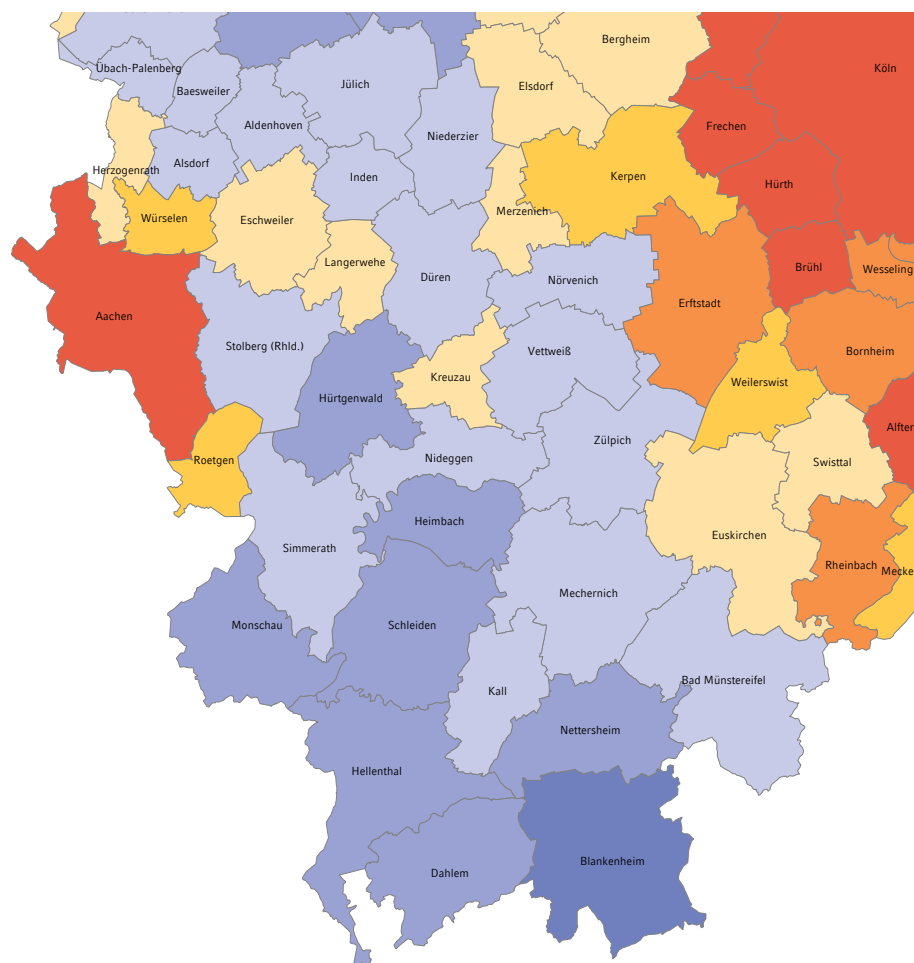 Bergheim
Köln
Übach-Palenberg
Jülich
Elsdorf
Baesweiler
Aldenhoven
Niederzier
Frechen
Alsdorf
Herzogenrath
Inden
Kerpen
Hürth
Würselen
Eschweiler
Merzenich
Langerwehe
Düren
Nörvenich
Brühl
Wesseling
Erftstadt
Aachen
Stolberg (Rhld.)
Vettweiß
Bornheim
Kreuzau
Weilerswist
Hürtgenwald
Alfter
Zülpich
Roetgen
Nideggen
Swisttal
Heimbach
Euskirchen
Simmerath
Rheinbach
Mecke
Mechernich
Monschau
Schleiden
Bad Münstereifel
Kall
Nettersheim
Hellenthal
Blankenheim
Dahlem